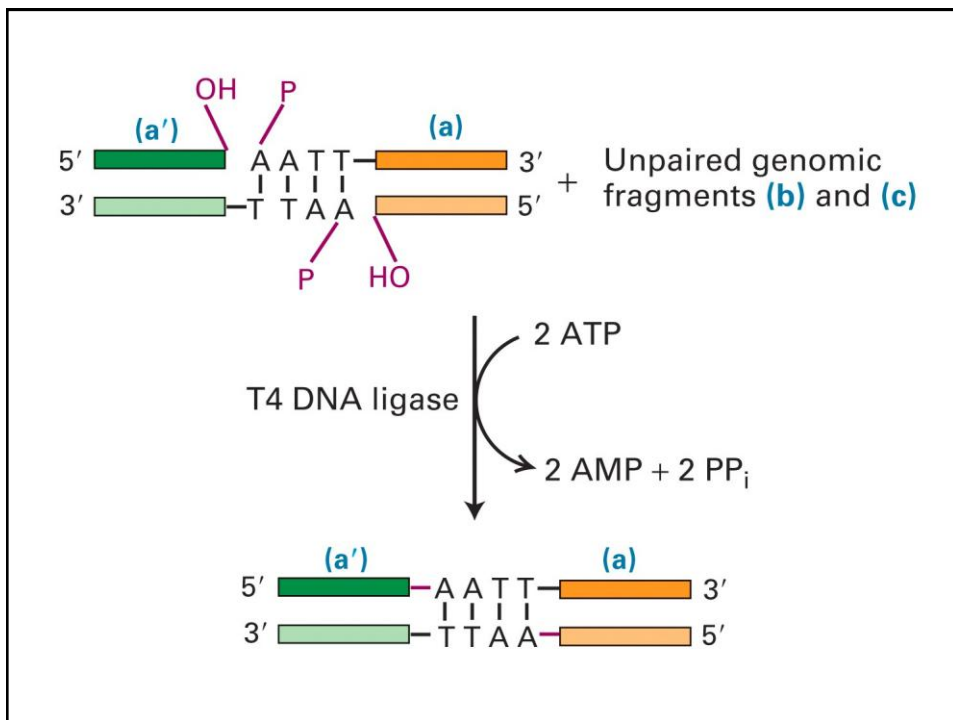 OH P
(a′) (a)
5′ A A T T 3′ + Unpaired genomic
3′ T T A A 5′ fragments (b) and (c)
P HO
2 ATP
T4 DNA ligase
2 AMP + 2 PPi
(a′) (a)
5′ A A T T 3′
3′ T T A A 5′